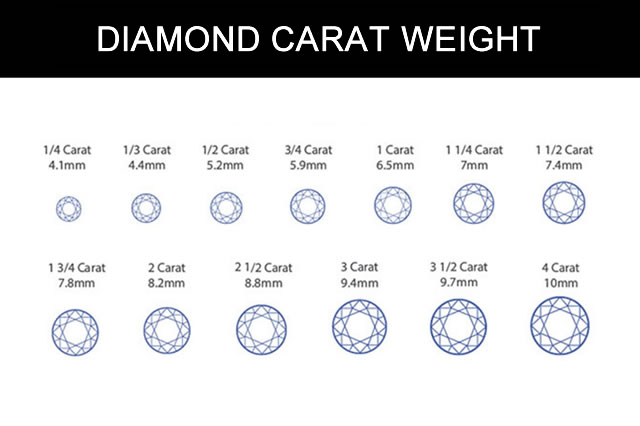 DIAMOND CARAT WEIGHT
1/4 Carat
4.1mm
1/3 Carat
4.4mm
1/2 Carat
5.2mm
3/4 Carat
5.9mm
1 Carat
6.5mm
1 1/4 Carat
7mm
1 1/2 Carat
7.4mm
1 3/4 Carat
7.8mm
2 Carat
8.2mm
2 1/2 Carat
8.8mm
3 Carat
9.4mm
3 1/2 Carat
9.7mm
4 Carat
10mm